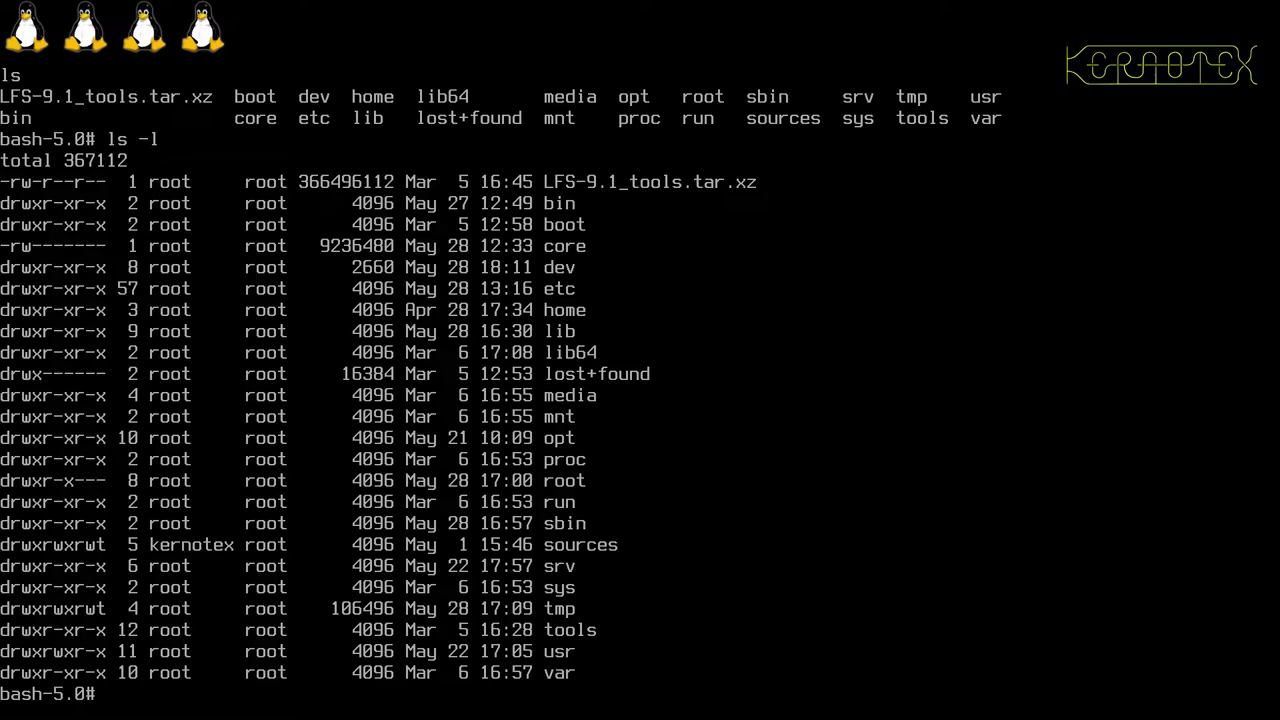 KERNOTEX
ls
LFS-9.1_tools.tar.xz  boot  dev  home  lib64       media  opt   root  sbin     srv  tmp    usr
bin                   core  etc  lib   lost+found  mnt    proc  run   sources  sys  tools  var
bash-5.0# ls -l
total 367112
-rw-r--r--  1 root     root 366496112 Mar  5 16:45 LFS-9.1_tools.tar.xz
drwxr-xr-x  2 root     root      4096 May 27 12:49 bin
drwxr-xr-x  2 root     root      4096 Mar  5 12:58 boot
-rw-------  1 root     root   9236480 May 28 12:33 core
drwxr-xr-x  8 root     root      2660 May 28 18:11 dev
drwxr-xr-x 57 root     root      4096 May 28 13:16 etc
drwxr-xr-x  3 root     root      4096 Apr 28 17:34 home
drwxr-xr-x  9 root     root      4096 May 28 16:30 lib
drwxr-xr-x  2 root     root      4096 Mar  6 17:08 lib64
drwx------  2 root     root     16384 Mar  5 12:53 lost+found
drwxr-xr-x  4 root     root      4096 Mar  6 16:55 media
drwxr-xr-x  2 root     root      4096 Mar  6 16:55 mnt
drwxr-xr-x 10 root     root      4096 May 21 10:09 opt
drwxr-xr-x  2 root     root      4096 Mar  6 16:53 proc
drwxr-x---  8 root     root      4096 May 28 17:00 root
drwxr-xr-x  2 root     root      4096 Mar  6 16:53 run
drwxr-xr-x  2 root     root      4096 May 28 16:57 sbin
drwxrwxrwt  5 kernotex root      4096 May  1 15:46 sources
drwxr-xr-x  6 root     root      4096 May 22 17:57 srv
drwxr-xr-x  2 root     root      4096 Mar  6 16:53 sys
drwxrwxrwt  4 root     root    106496 May 28 17:09 tmp
drwxr-xr-x 12 root     root      4096 Mar  5 16:28 tools
drwxrwxr-x 11 root     root      4096 May 22 17:05 usr
drwxr-xr-x 10 root     root      4096 Mar  6 16:57 var
bash-5.0#